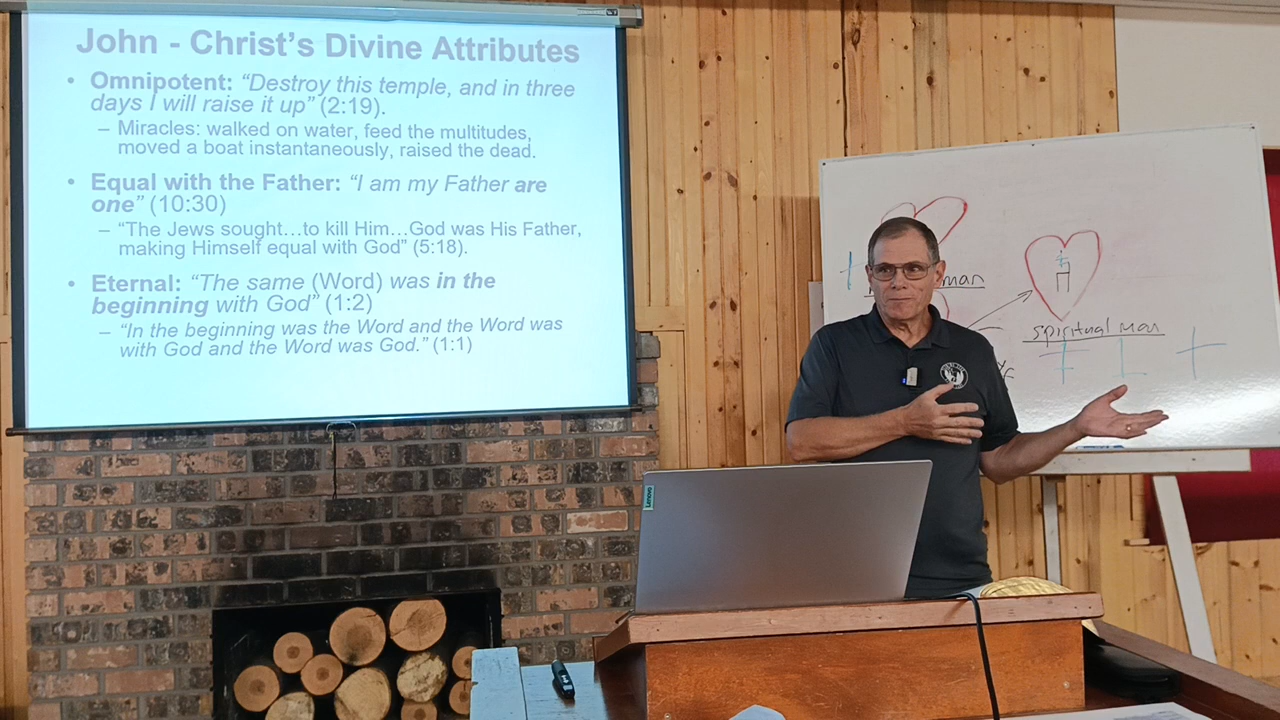 John - Christ's Divine Attributes
• Omnipotent: "Destroy this temple, and in three
days I will raise it up" (2:19).
– Miracles: walked on water, feed the multitudes,
moved a boat instantaneously, raised the dead.
• Equal with the Father: "I am my Father are
one" (10:30)
– "The Jews sought…to kill Him…God was His Father,
making Himself equal with God" (5:18).
• Eternal: "The same (Word) was in the
beginning with God" (1:2)
– "In the beginning was the Word and the Word was
with God and the Word was God." (1:1)
man
spiritual man
Lenovo